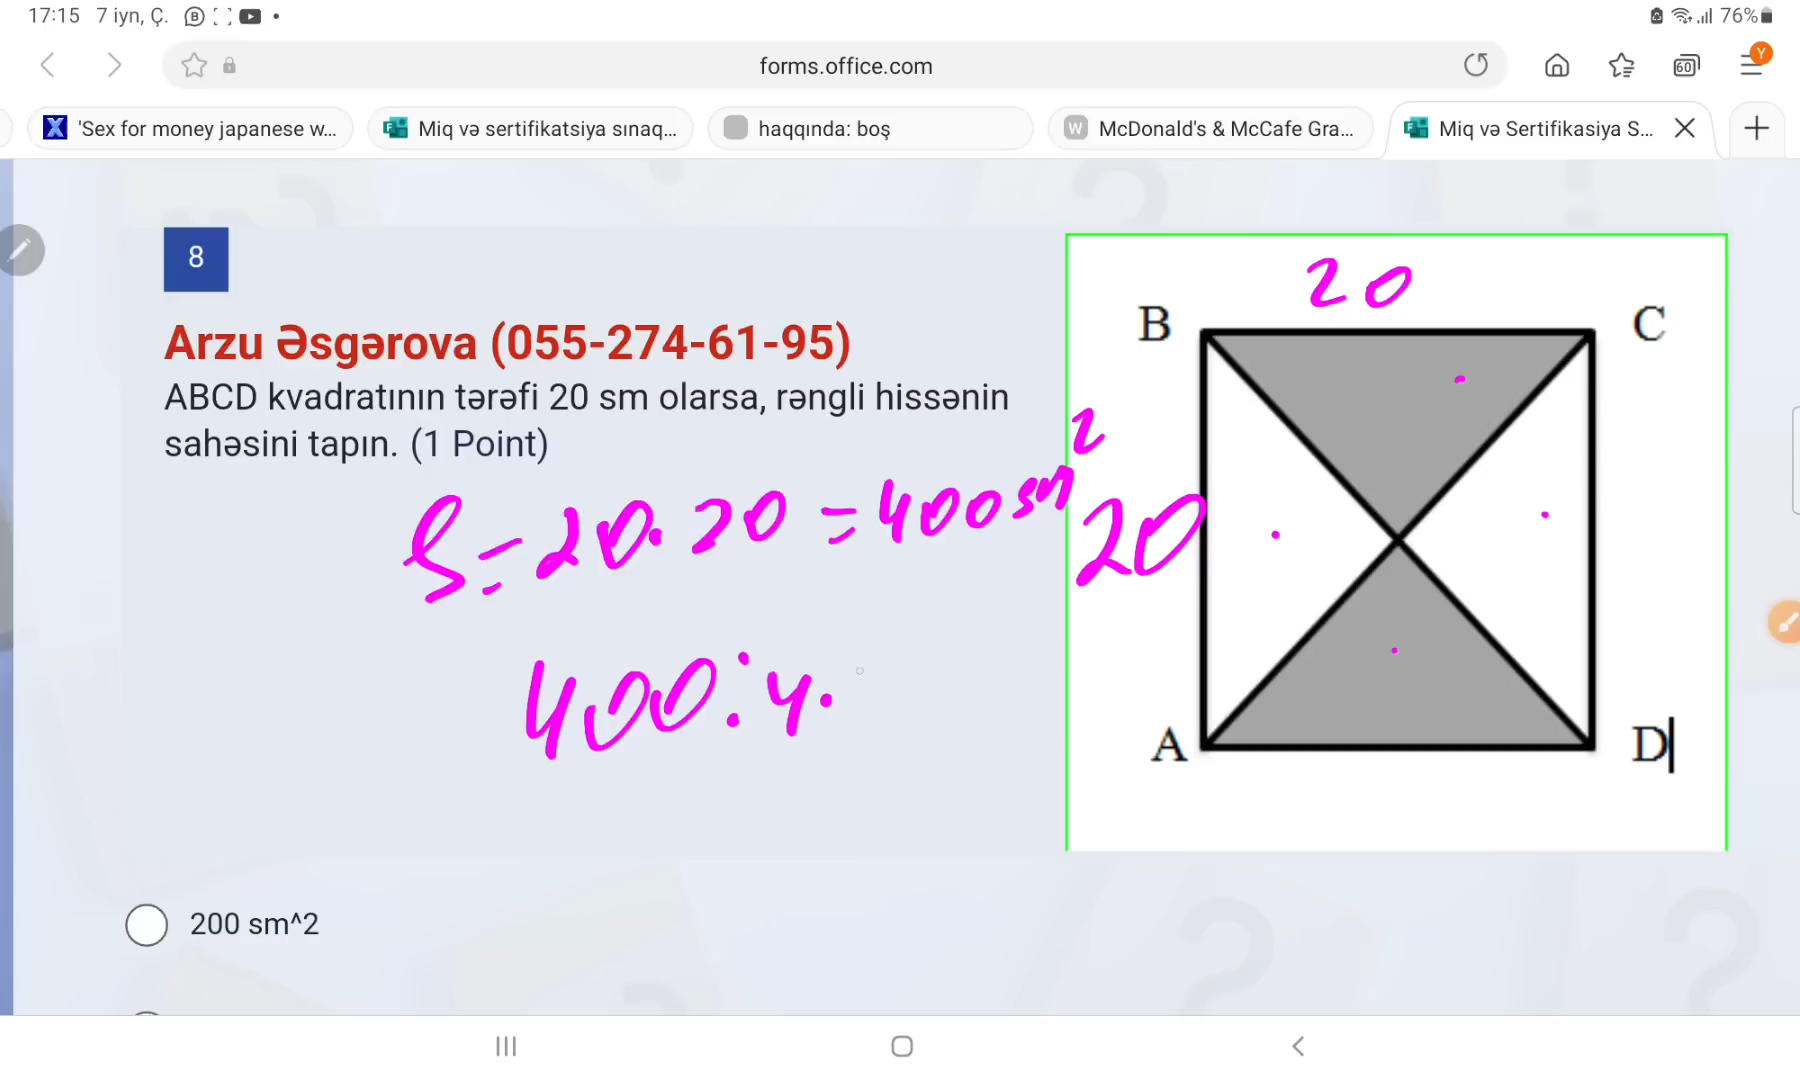 17:15 7 iyn, Ç. 76%
forms.office.com
60
Y
'Sex for money japanese w...
Miq və sertifikatsiya sınaq...
haqqında: boş
W McDonald's & McCafe Gra...
Miq və Sertifikasiya S...
8
Arzu Əsgərova (055-274-61-95)
ABCD kvadratının tərəfi 20 sm olarsa, rəngli hissənin
sahəsini tapın. (1 Point)
S=20·20=400sm²
400:4·
20
B C
20
A D
200 sm^2